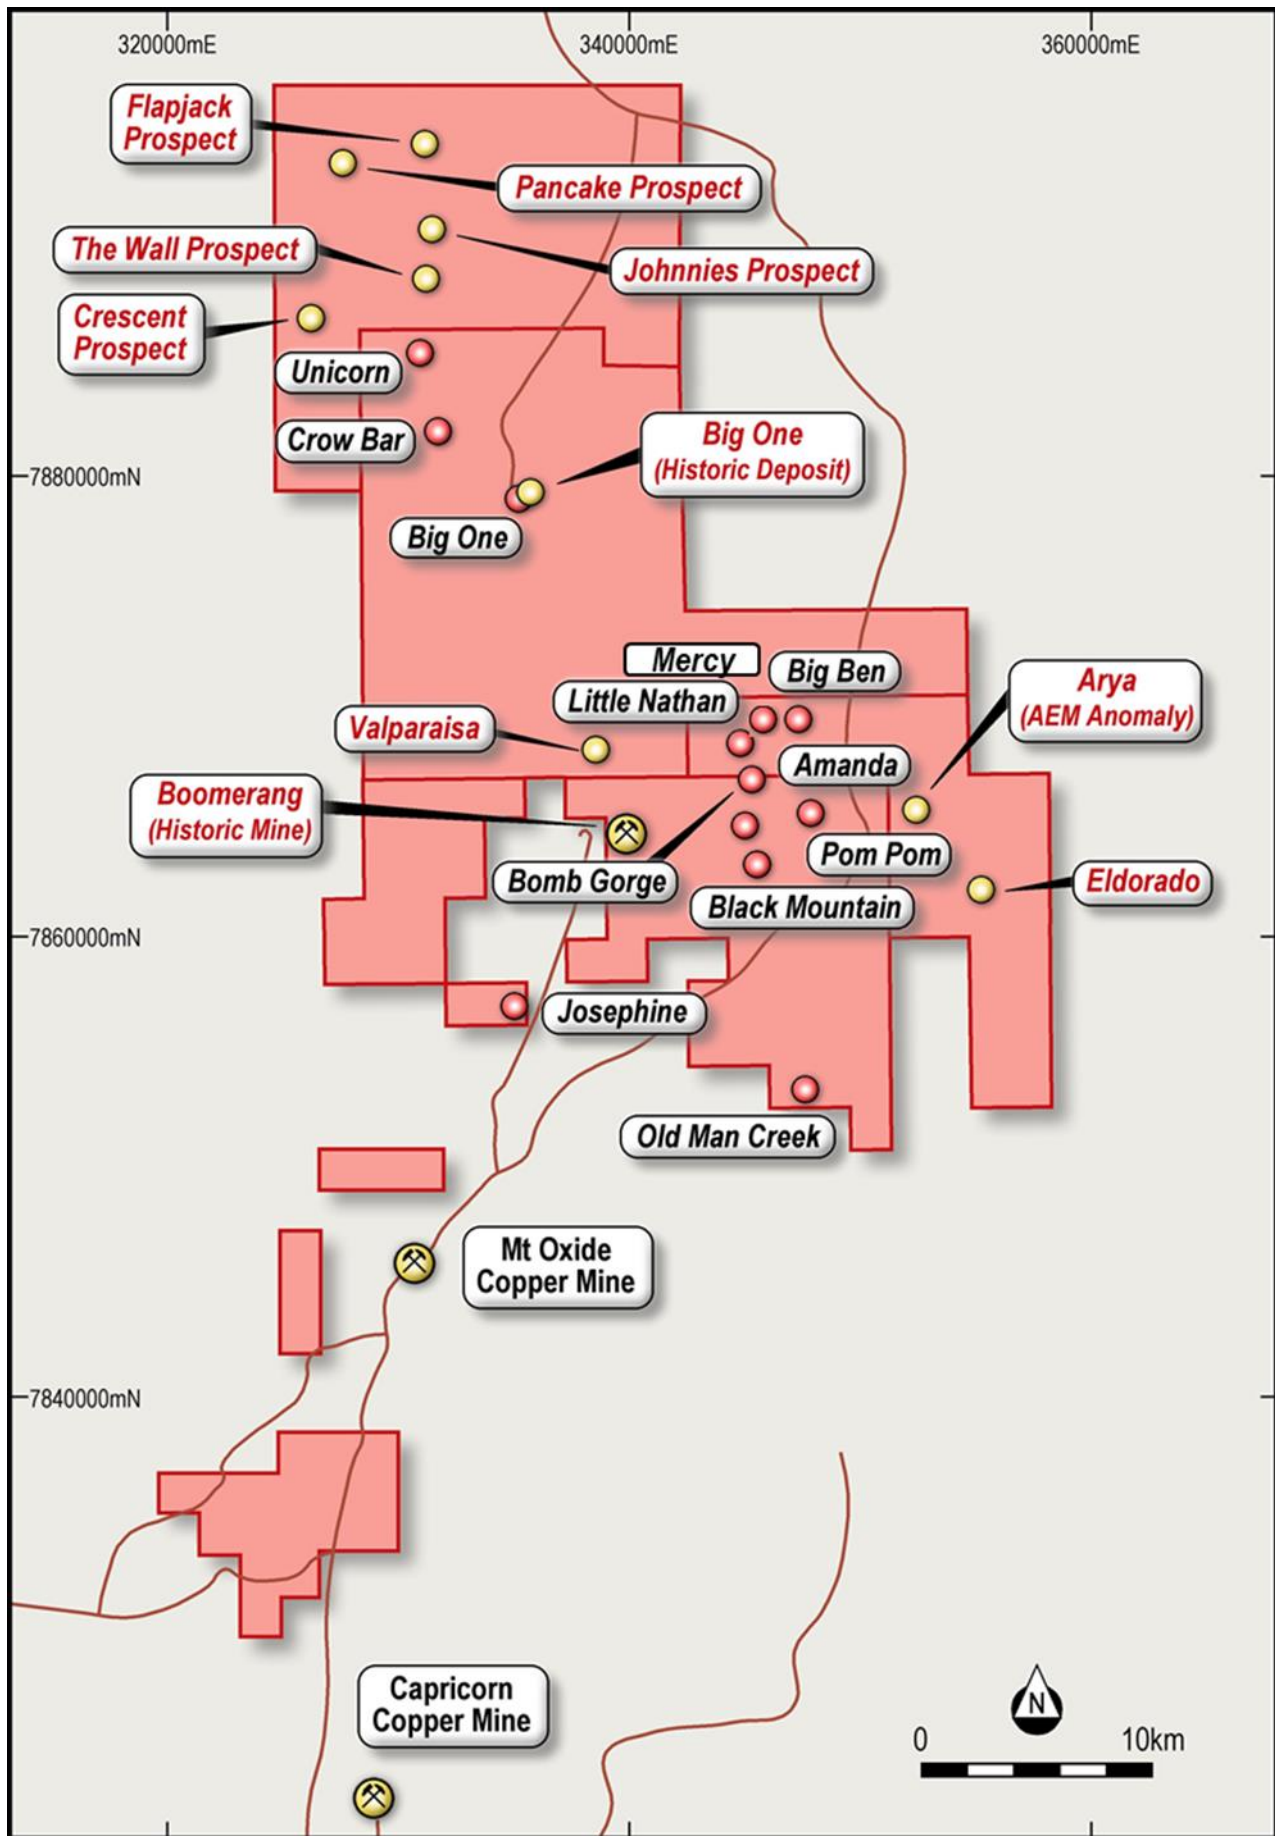 320000mE
340000mE
360000mE
Flapjack
Prospect
Pancake Prospect
The Wall Prospect
Johnnies Prospect
Crescent
Prospect
Unicorn
Crow Bar
Big One
(Historic Deposit)
7880000mN
Big One
Mercy
Big Ben
Little Nathan
Arya
(AEM Anomaly)
Valparaisa
Amanda
Boomerang
(Historic Mine)
Pom Pom
Bomb Gorge
Eldorado
Black Mountain
7860000mN
Josephine
Old Man Creek
Mt Oxide
Copper Mine
7840000mN
Capricorn
Copper Mine
N
0
10km